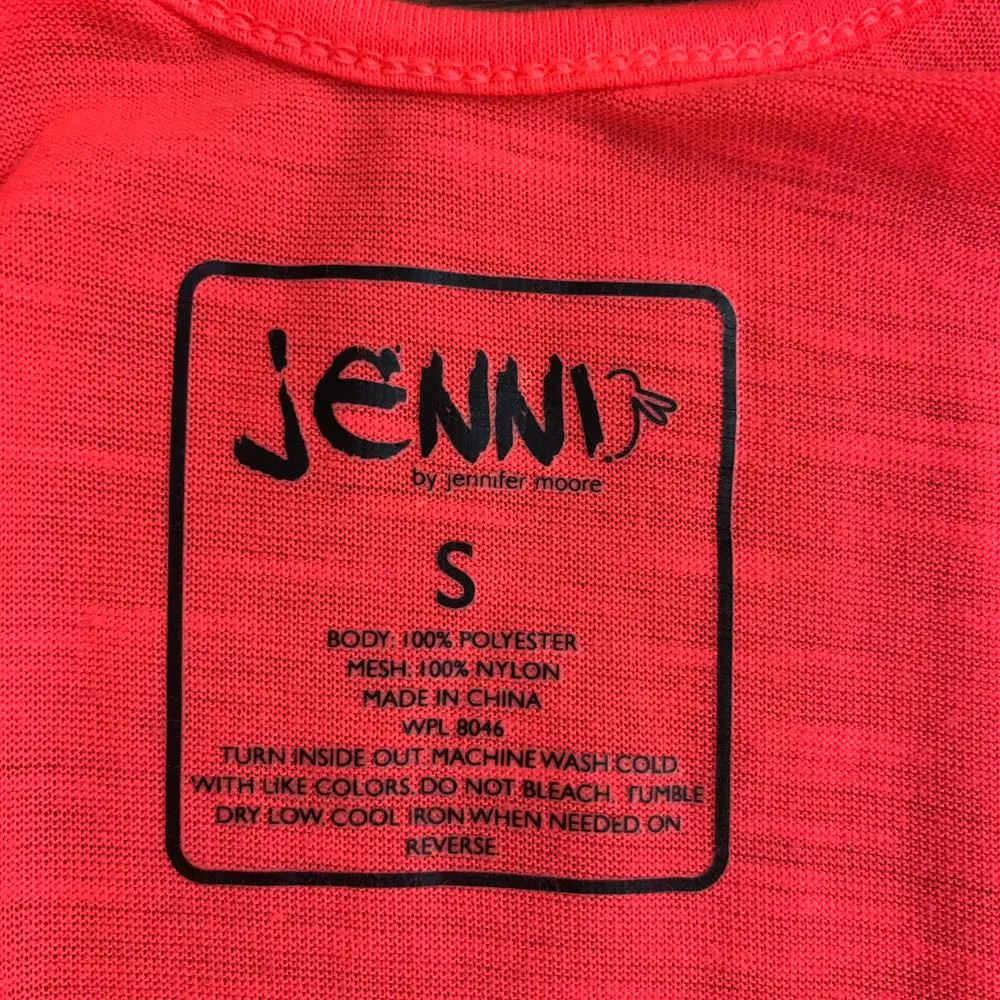 JENNI
by jennifer moore
S
BODY: 100% POLYESTER
MESH: 100% NYLON
MADE IN CHINA
WPL 8046
TURN INSIDE OUT. MACHINE WASH COLD
WITH LIKE COLORS. DO NOT BLEACH. TUMBLE
DRY LOW. COOL IRON WHEN NEEDED ON
REVERSE